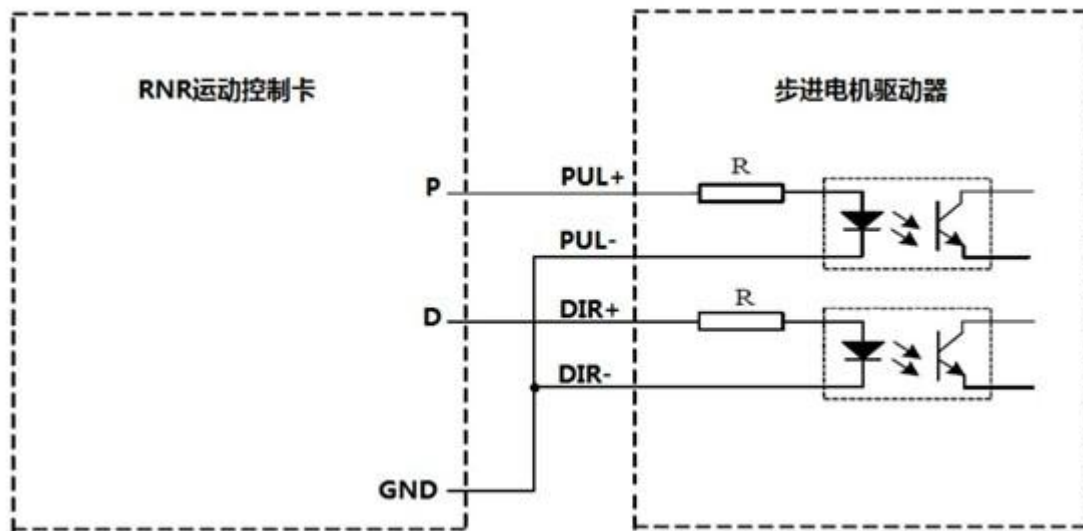 RNR运动控制卡
步进电机驱动器
P
PUL+
R
PUL-
D
DIR+
R
DIR-
GND